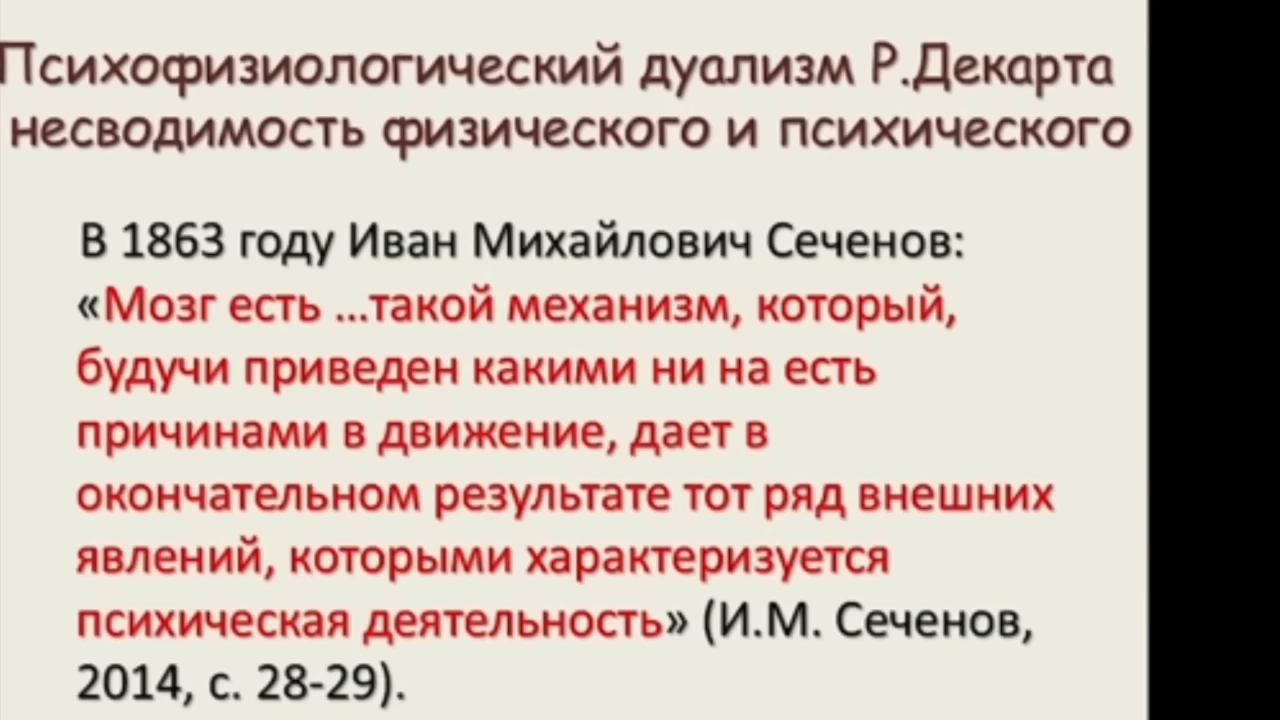 Психофизиологический дуализм Р.Декарта
несводимость физического и психического
В 1863 году Иван Михайлович Сеченов:
«Мозг есть ...такой механизм, который,
будучи приведен какими ни на есть
причинами в движение, дает в
окончательном результате тот ряд внешних
явлений, которыми характеризуется
психическая деятельность» (И.М. Сеченов,
2014, с. 28-29).